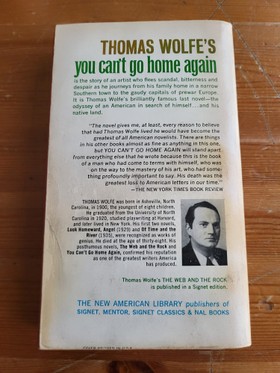 THOMAS WOLFE'S
you can't go home again
is the story of an artist who flees scandal, bitterness and
despair as he journeys from his family home in a narrow
Southern town to the gaudy capitals of prewar Europe.
It is Thomas Wolfe's brilliantly famous last novel—the
odyssey of an American in search of himself . . . and his
native land.
"The novel gives me, at least, every reason to believe
that had Thomas Wolfe lived he would have become the
greatest of all American novelists. There are things
in his other books almost as fine as anything in this one,
but YOU CAN'T GO HOME AGAIN will stand apart
from everything else that he wrote because this is the book
of a man who had come to terms with himself, who was
on the way to mastery of his art, who had some-
thing profoundly important to say. His death was the
greatest loss to American letters in our time."
—THE NEW YORK TIMES BOOK REVIEW
THOMAS WOLFE was born in Asheville, North
Carolina, in 1900, the youngest of eight children.
He graduated from the University of North
Carolina in 1920, studied playwriting at Harvard,
and later lived in New York. His first two novels,
Look Homeward, Angel (1929) and Of Time and
the River (1935), were recognized as works of
genius. He died at the age of thirty-eight. His
posthumous novels, The Web and the Rock and
You Can't Go Home Again, confirmed his reputation
as one of the greatest writers America
has produced.
Thomas Wolfe's THE WEB AND THE ROCK
is published in a Signet edition.
THE NEW AMERICAN LIBRARY publishers of
SIGNET, MENTOR, SIGNET CLASSICS & NAL BOOKS